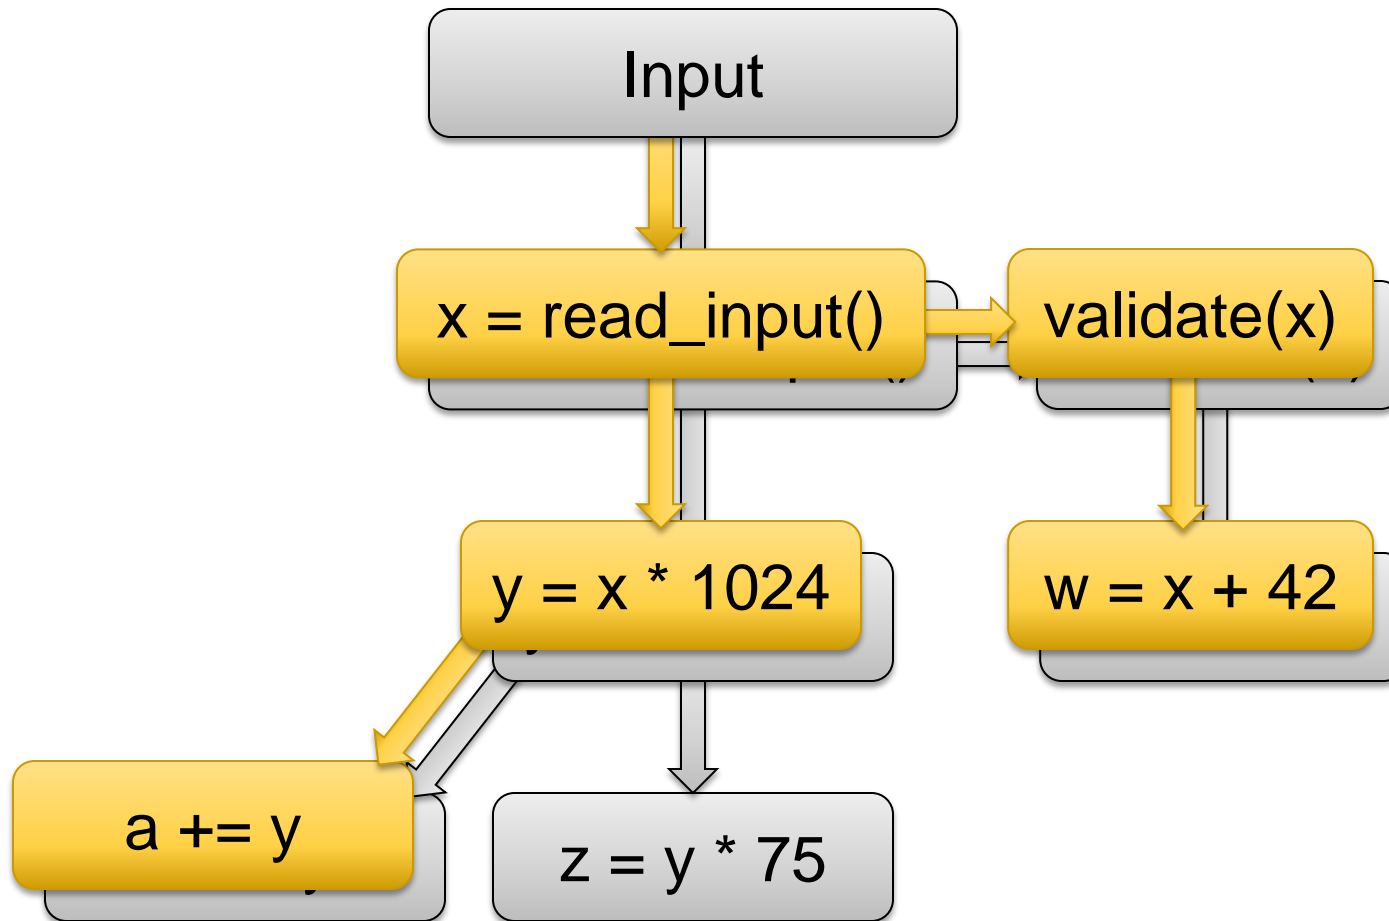 Input
x = read_input()
validate(x)
y = x * 1024
w = x + 42
a += y
z = y * 75